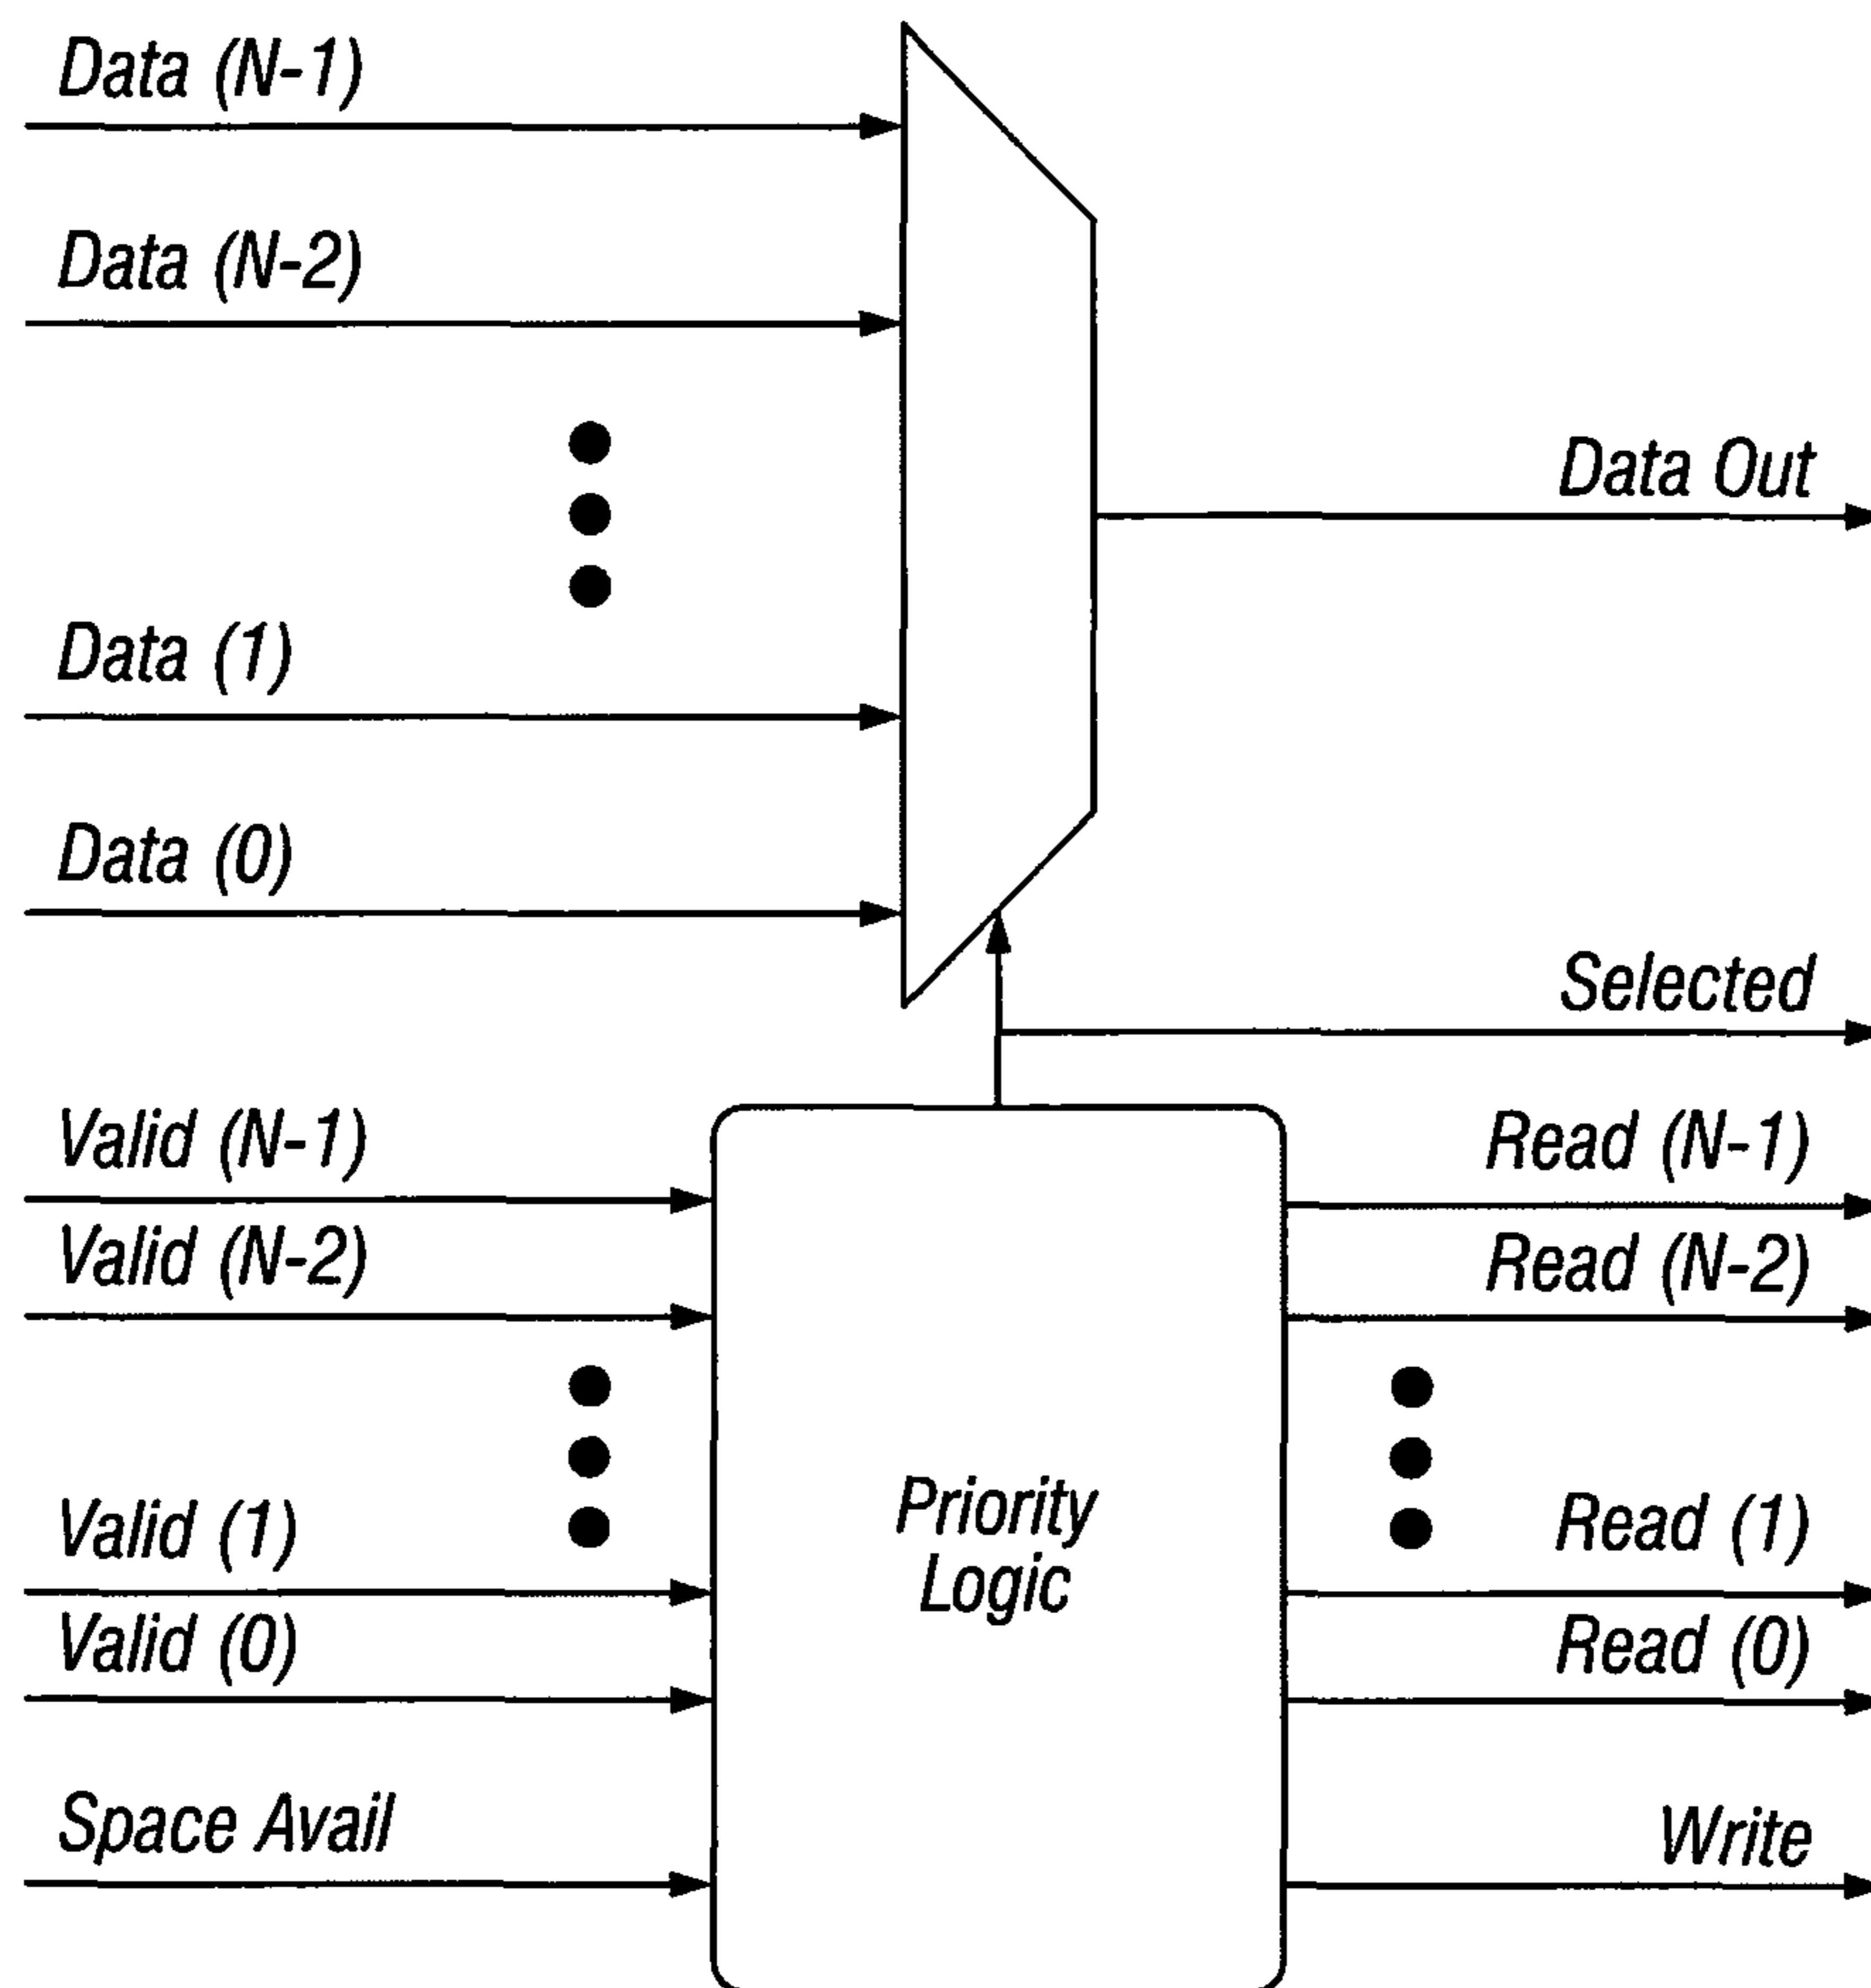 Data (N-1)
Data (N-2)
Data Out
Data (1)
Data (0)
Selected
Valid (N-1)
Read (N-1)
Valid (N-2)
Read (N-2)
Priority
Logic
Valid (1)
Read (1)
Valid (0)
Read (0)
Space Avail
Write